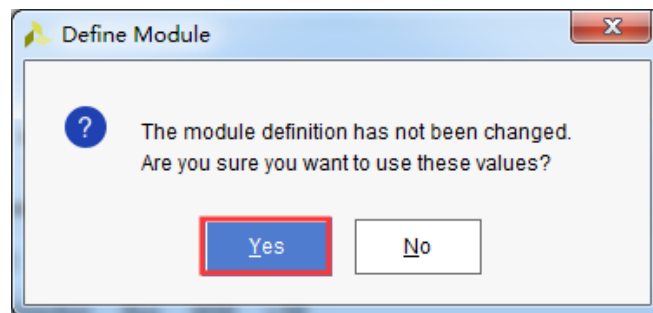 Define Module
The module definition has not been changed.
Are you sure you want to use these values?
Yes
No